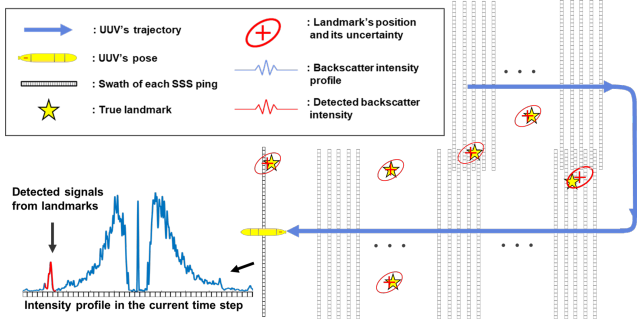 : UUV's trajectory
: UUV's pose
: Swath of each SSS ping
: True landmark
: Landmark's position
and its uncertainty
: Backscatter intensity
profile
: Detected backscatter
intensity
Detected signals
from landmarks
Intensity profile in the current time step